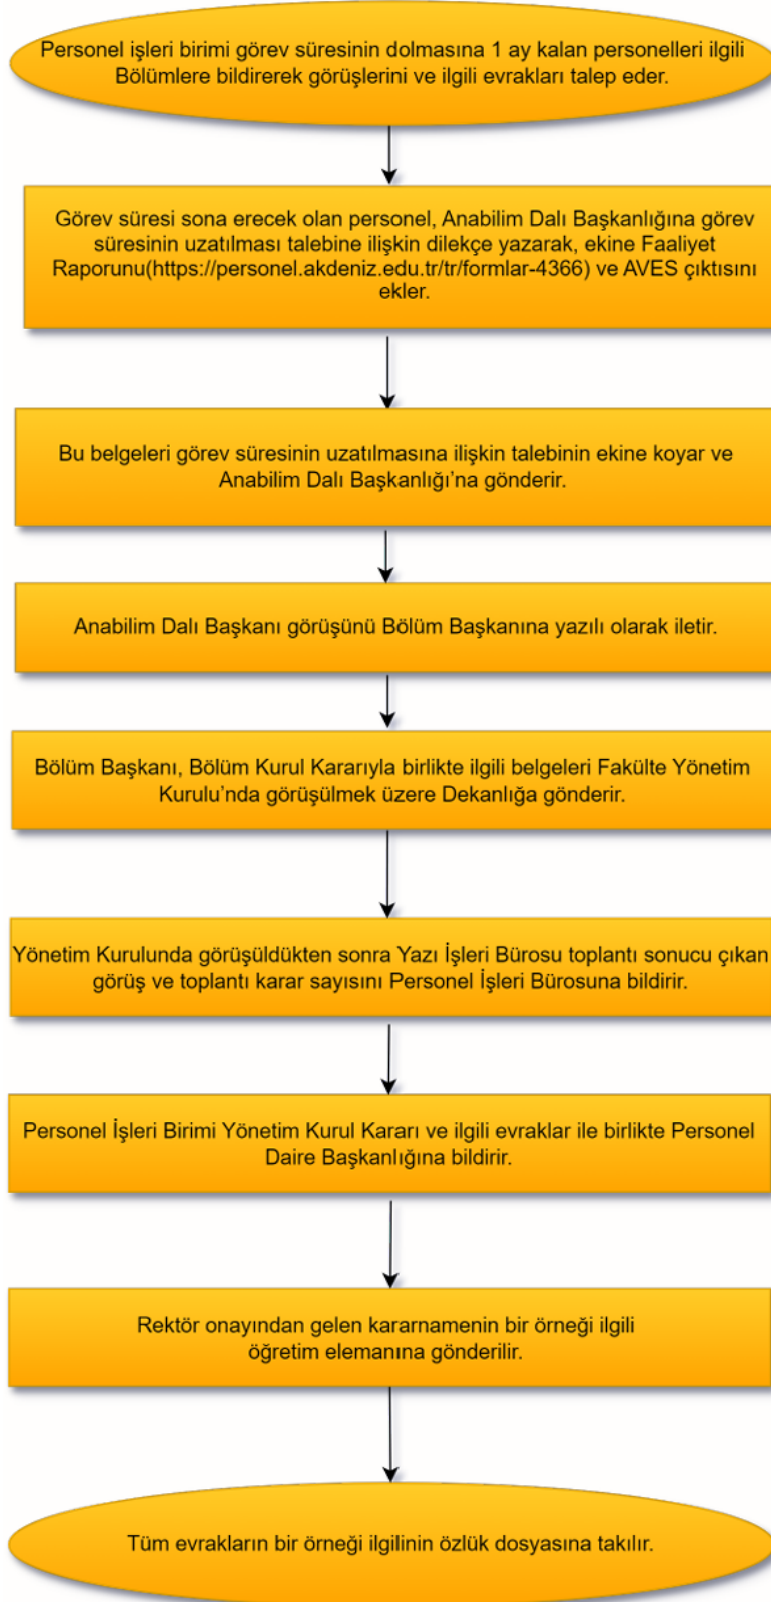 Personel işleri birimi görev süresinin dolmasına 1 ay kalan personelleri ilgili
Bölümlere bildirerek görüşlerini ve ilgili evrakları talep eder.
Görev süresi sona erecek olan personel, Anabilim Dalı Başkanlığına görev
süresinin uzatılması talebine ilişkin dilekçe yazarak, ekine Faaliyet
Raporunu(https://personel.akdeniz.edu.tr/tr/formlar-4366) ve AVES çıktısını
ekler.
Bu belgeleri görev süresinin uzatılmasına ilişkin talebinin ekine koyar ve
Anabilim Dalı Başkanlığı’na gönderir.
Anabilim Dalı Başkanı görüşünü Bölüm Başkanına yazılı olarak iletir.
Bölüm Başkanı, Bölüm Kurul Kararıyla birlikte ilgili belgeleri Fakülte Yönetim
Kurulu’nda görüşülmek üzere Dekanlığa gönderir.
Yönetim Kurulunda görüşüldükten sonra Yazı İşleri Bürosu toplantı sonucu çıkan
görüş ve toplantı karar sayısını Personel İşleri Bürosuna bildirir.
Personel İşleri Birimi Yönetim Kurul Kararı ve ilgili evraklar ile birlikte Personel
Daire Başkanlığına bildirir.
Rektör onayından gelen kararnamenin bir örneği ilgili
öğretim elemanına gönderilir.
Tüm evrakların bir örneği ilgilinin özlük dosyasına takılır.